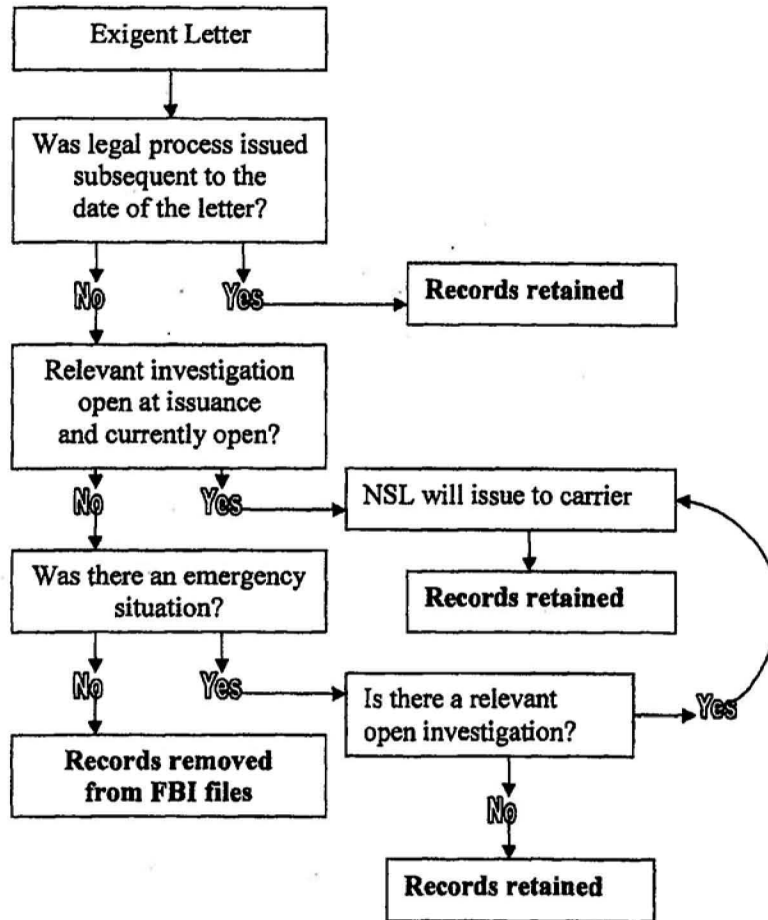 Exigent Letter
Was legal process issued
subsequent to the
date of the letter?
No
Yes
Records retained
Relevant investigation
open at issuance
and currently open?
No
Yes
NSL will issue to carrier
Records retained
Was there an emergency
situation?
No
Yes
Is there a relevant
open investigation?
Yes
Records removed
from FBI files
No
Records retained